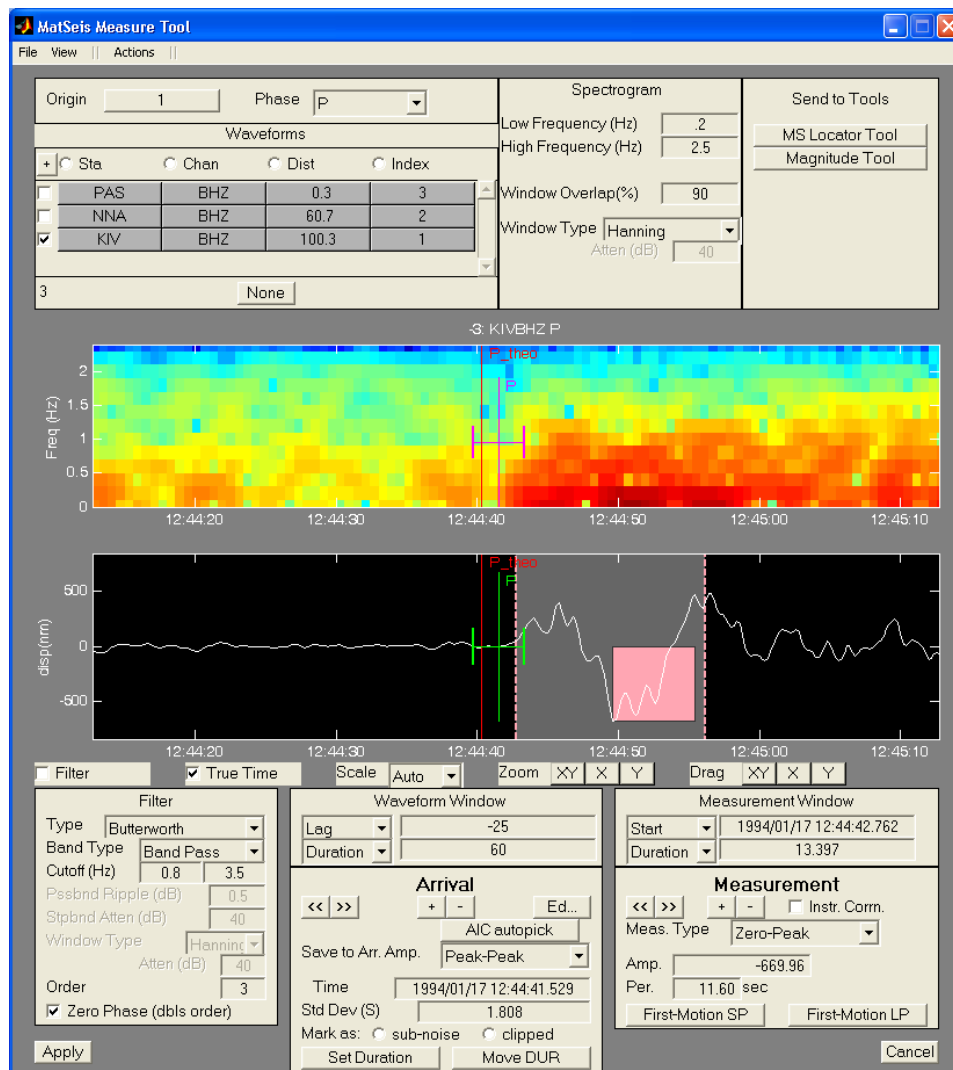 MatSeis Measure Tool
File View || Actions ||
Origin 1 Phase P
Waveforms
+ Sta Chan Dist Index
PAS BHZ 0.3 3
NNA BHZ 60.7 2
KIV BHZ 100.3 1
3 None
Spectrogram
Low Frequency (Hz) .2
High Frequency (Hz) 2.5
Window Overlap(%) 90
Window Type Hanning
Atten (dB) 40
Send to Tools
MS Locator Tool
Magnitude Tool
-3: KIVBHZ P
P_theo
P
Freq (Hz)
2
1.5
1
0.5
0
12:44:20 12:44:30 12:44:40 12:44:50 12:45:00 12:45:10
P_theo
P
disp(nm)
500
0
-500
12:44:20 12:44:30 12:44:40 12:44:50 12:45:00 12:45:10
Filter True Time Scale Auto Zoom XY X Y Drag XY X Y
Filter
Type Butterworth
Band Type Band Pass
Cutoff (Hz) 0.8 3.5
Pssbnd Ripple (dB) 0.5
Stpbnd Atten (dB) 40
Window Type Hanning
Atten (dB) 40
Order 3
Zero Phase (dbls order)
Apply
Waveform Window
Lag -25
Duration 60
Arrival
<< >> + - Ed...
AIC autopick
Save to Arr. Amp. Peak-Peak
Time 1994/01/17 12:44:41.529
Std Dev (S) 1.808
Mark as: sub-noise clipped
Set Duration Move DUR
Measurement Window
Start 1994/01/17 12:44:42.762
Duration 13.397
Measurement
<< >> + - Instr. Corrn.
Meas. Type Zero-Peak
Amp. -669.96
Per. 11.60 sec
First-Motion SP First-Motion LP
Cancel